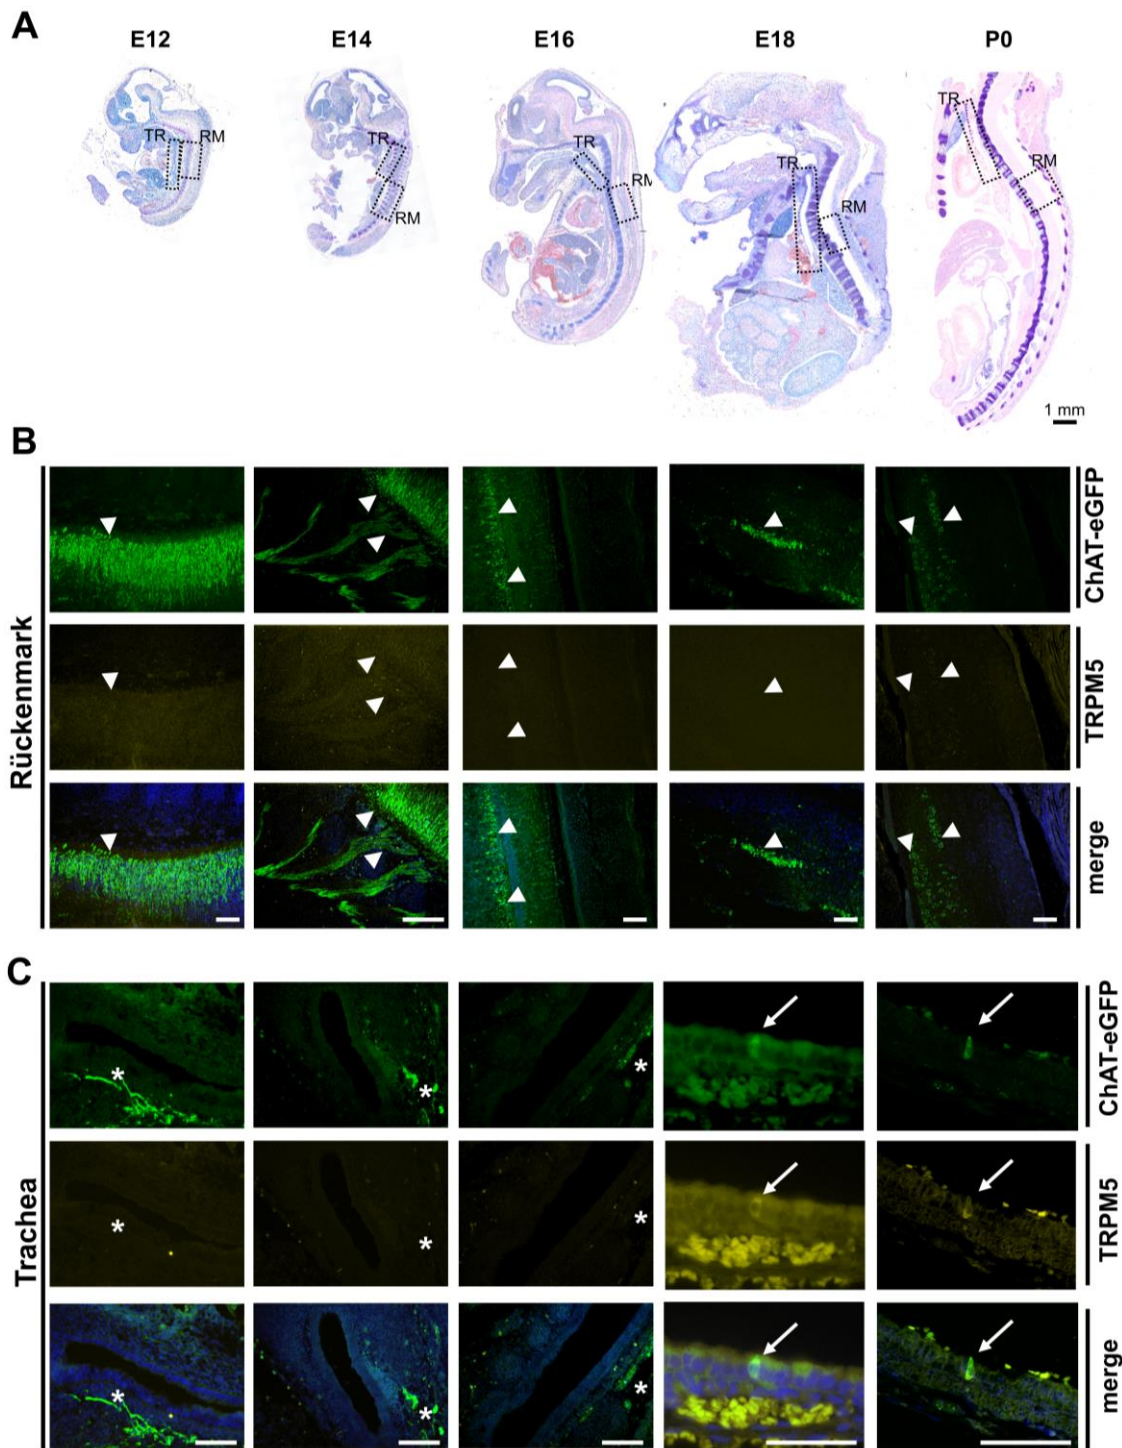 A
E12 E14 E16 E18 P0
TR RM
TR
RM
TR
RM
TR
RM
TR
RM
1 mm
B
Rückenmark
ChAT-eGFP
TRPM5
merge
C
Trachea
ChAT-eGFP
TRPM5
merge